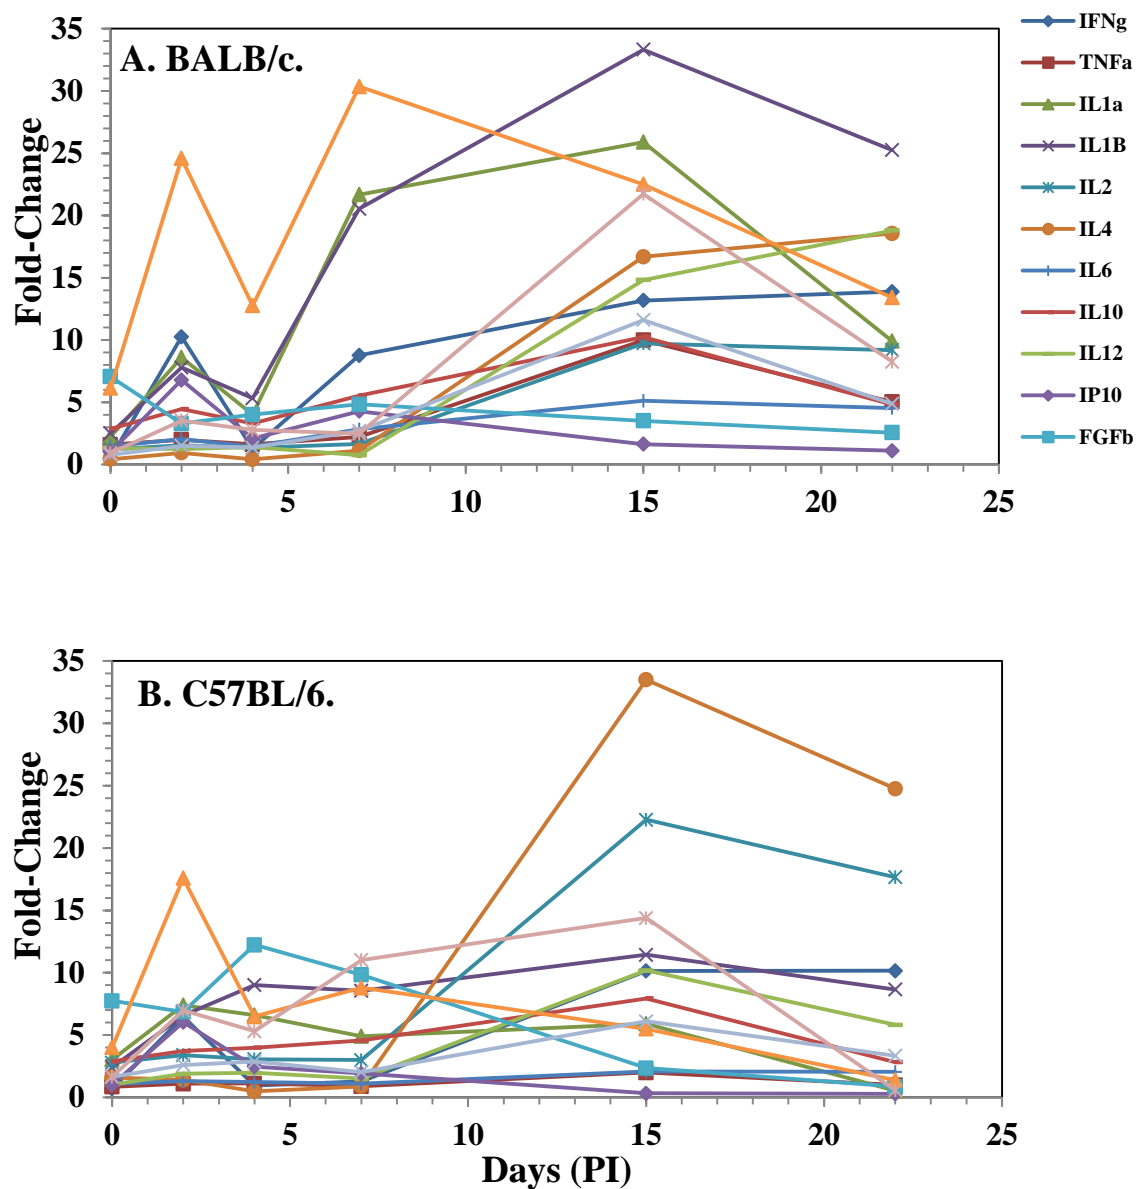 A. BALB/c.
Fold-Change
35
30
25
20
15
10
5
0
0 5 10 15 20 25
IFNg
TNFa
IL1a
IL1B
IL2
IL4
IL6
IL10
IL12
IP10
FGFb
B. C57BL/6.
Fold-Change
35
30
25
20
15
10
5
0
0 5 10 15 20 25
Days (PI)